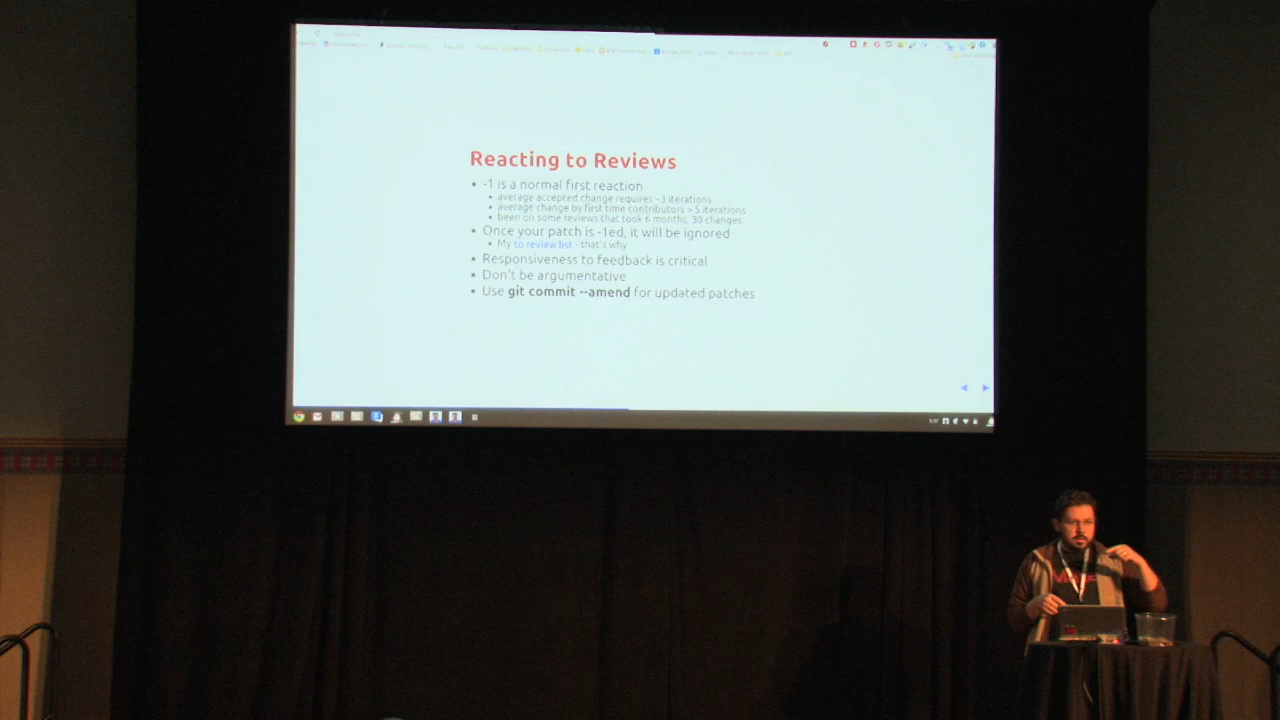 Reacting to Reviews
-1 is a normal first reaction
average accepted change requires ~3 iterations
average change by first time contributors > 5 iterations
been on some reviews that took 6 months, 30 changes
Once your patch is -1ed, it will be ignored
My to review list - that's why
Responsiveness to feedback is critical
Don't be argumentative
Use git commit --amend for updated patches